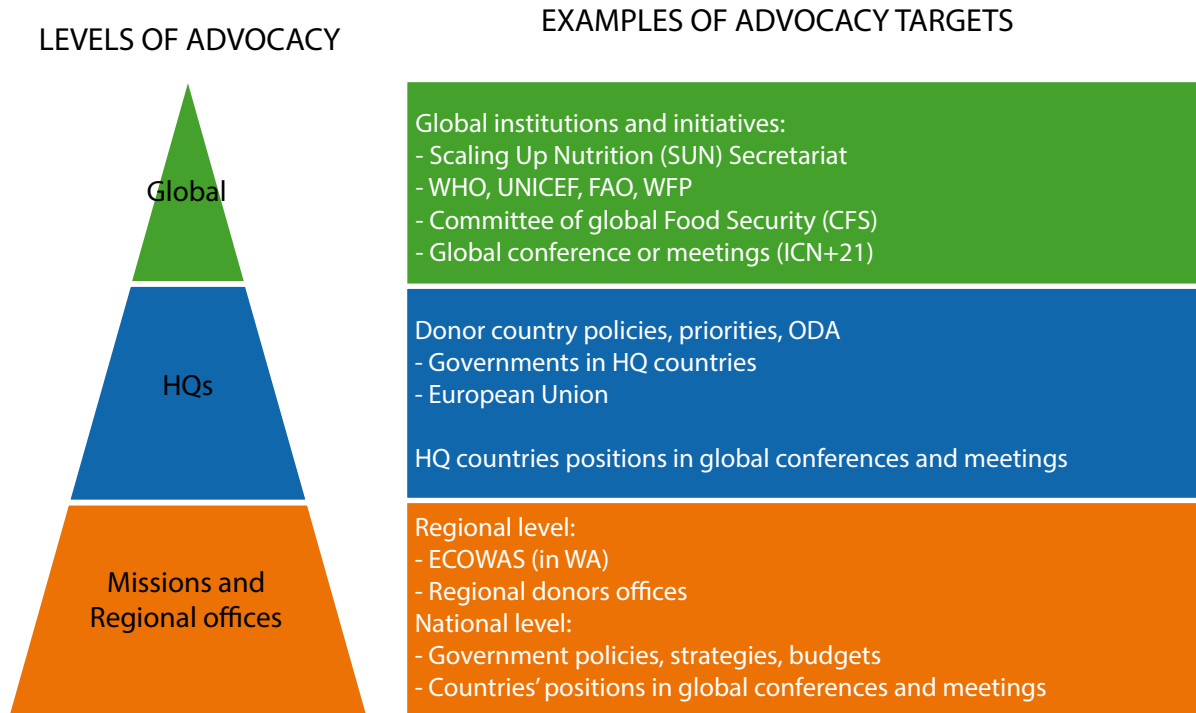 LEVELS OF ADVOCACY
EXAMPLES OF ADVOCACY TARGETS
Global
Global institutions and initiatives:
- Scaling Up Nutrition (SUN) Secretariat
- WHO, UNICEF, FAO, WFP
- Committee of global Food Security (CFS)
- Global conference or meetings (ICN+21)
HQs
Donor country policies, priorities, ODA
- Governments in HQ countries
- European Union
HQ countries positions in global conferences and meetings
Missions and
Regional offices
Regional level:
- ECOWAS (in WA)
- Regional donors offices
National level:
- Government policies, strategies, budgets
- Countries’ positions in global conferences and meetings